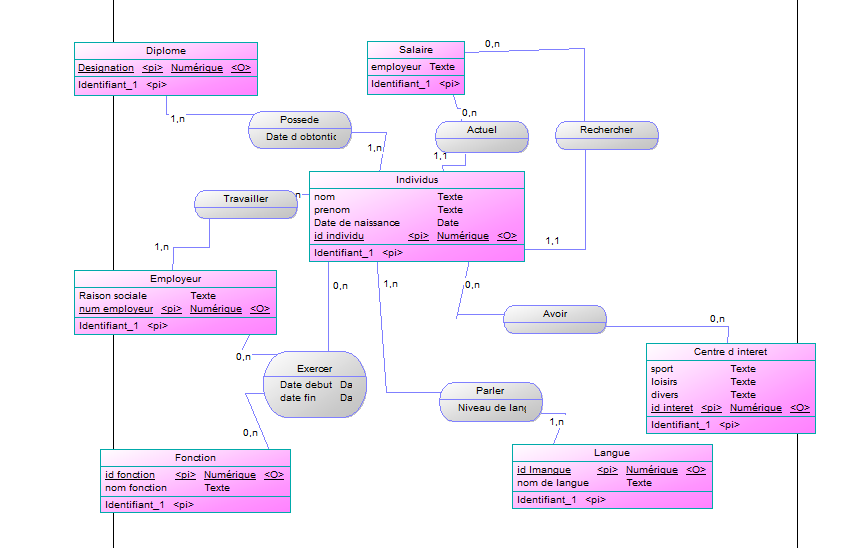 Diplome
Designation <pi> Numérique <O>
Identifiant_1 <pi>
Salaire
employeur Texte
Identifiant_1 <pi>
0,n
1,n
Possede
Date d obtontic
1,n
0,n
Actuel
1,1
Rechercher
1,1
Individus
nom Texte
prenom Texte
Date de naissance Date
id individu <pi> Numérique <O>
Identifiant_1 <pi>
n
Travailler
1,n
Employeur
Raison sociale Texte
num employeur <pi> Numérique <O>
Identifiant_1 <pi>
0,n
1,n
0,n
Avoir
0,n
Centre d interet
sport Texte
loisirs Texte
divers Texte
id interet <pi> Numérique <O>
Identifiant_1 <pi>
0,n
Exercer
Date debut Da
date fin Da
0,n
Parler
Niveau de lang
1,n
Fonction
id fonction <pi> Numérique <O>
nom fonction Texte
Identifiant_1 <pi>
Langue
id lmangue <pi> Numérique <O>
nom de langue Texte
Identifiant_1 <pi>